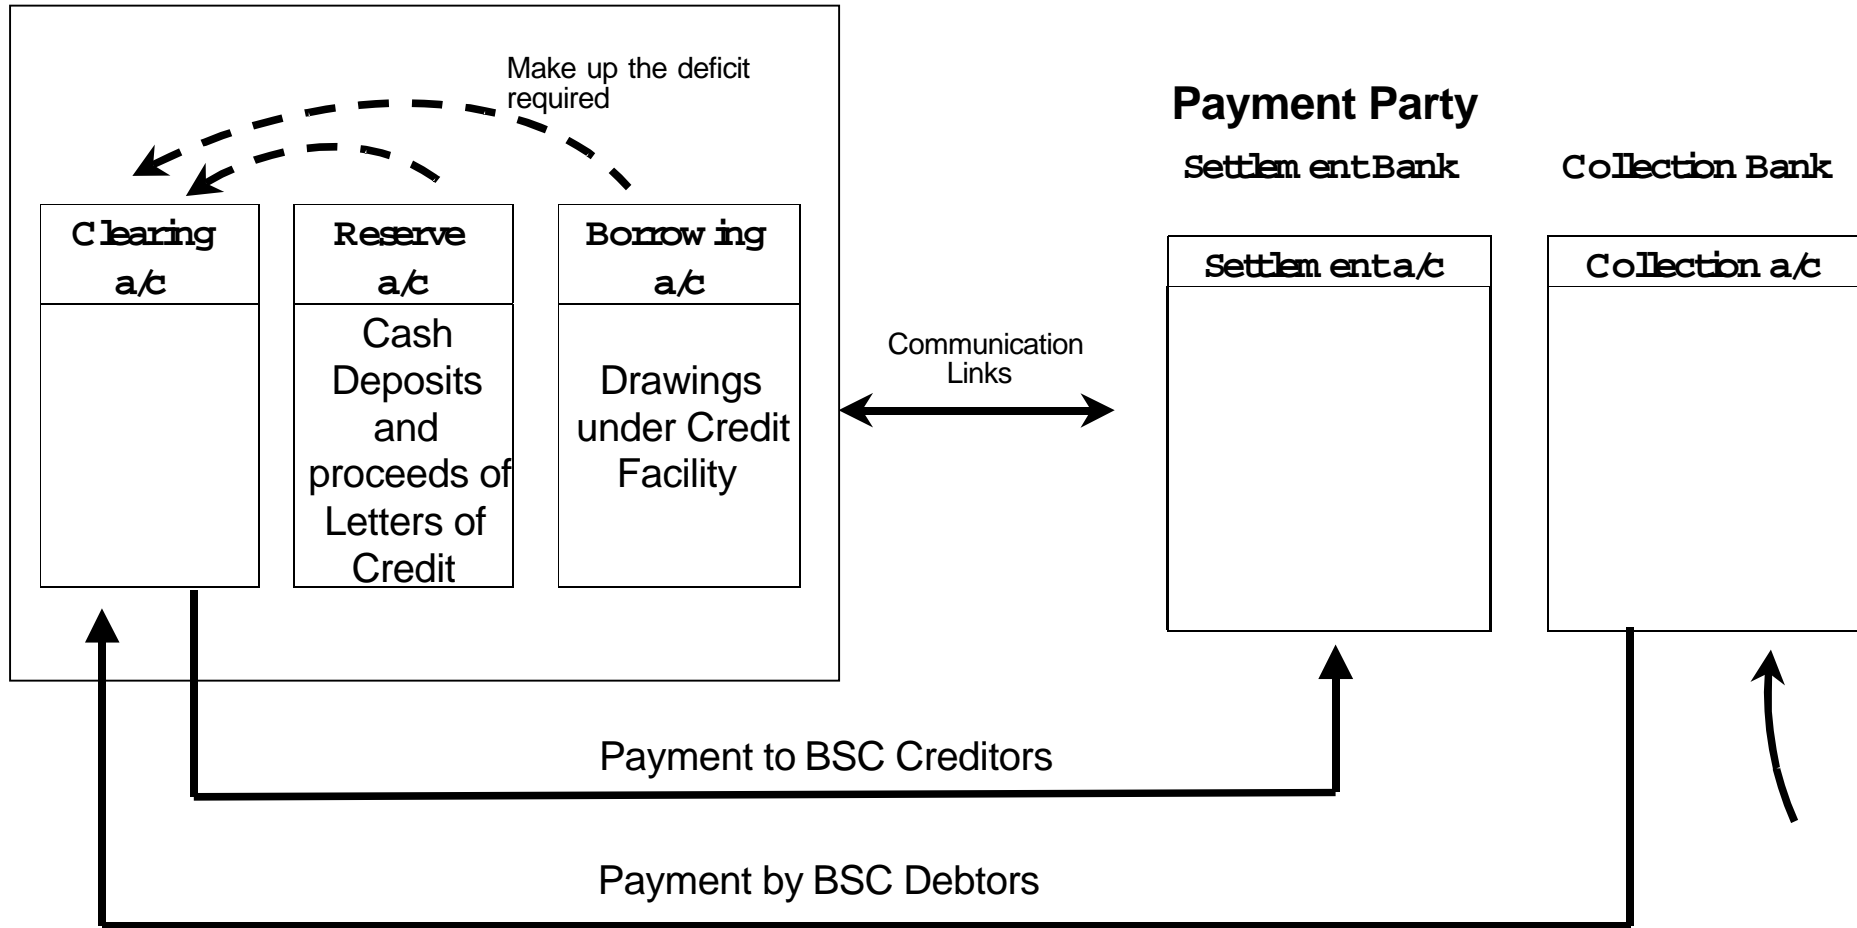 Make up the deficit
required
Payment Party
Settlement Bank
Collection Bank
Clearing
a/c
Reserve
a/c
Borrowing
a/c
Settlement a/c
Collection a/c
Cash
Deposits
and
proceeds of
Letters of
Credit
Drawings
under Credit
Facility
Communication
Links
Payment to BSC Creditors
Payment by BSC Debtors